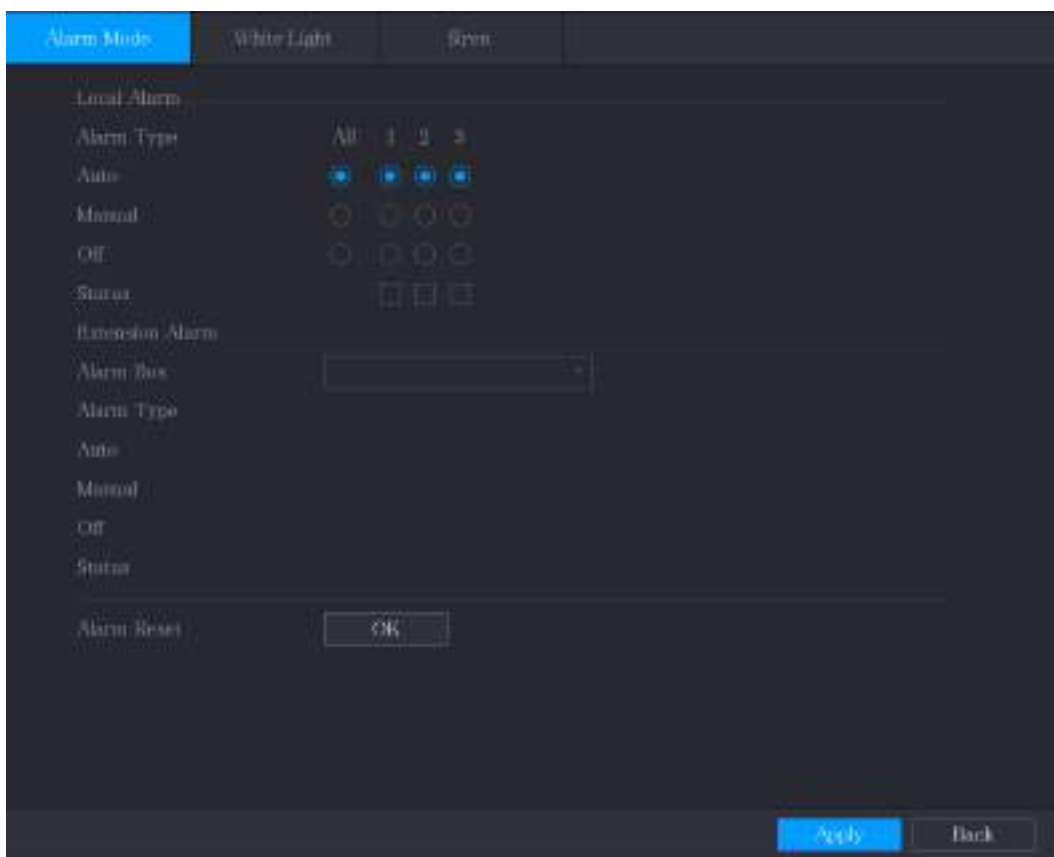 Alarm Mode White Light Siren
Local Alarm
Alarm Type All 1 2 3
Auto
Manual
Off
Status
Extension Alarm
Alarm Box
Alarm Type
Auto
Manual
Off
Status
Alarm Reset OK
Apply Back